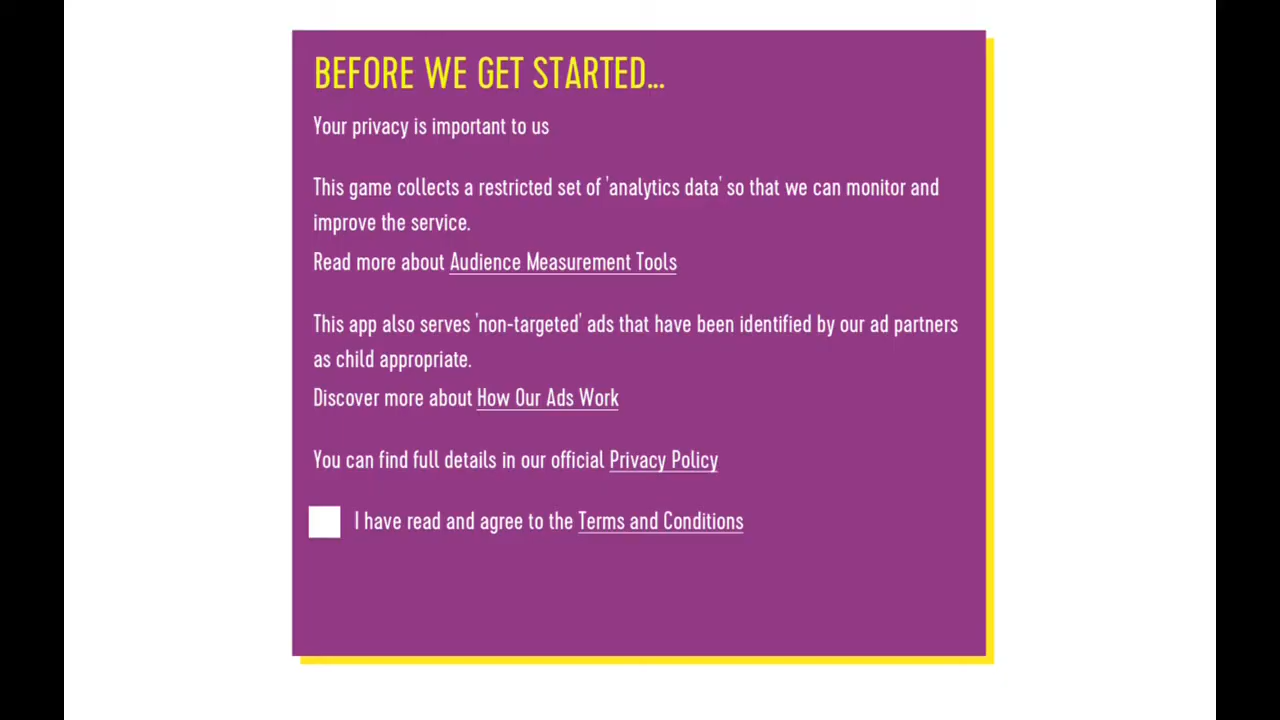 BEFORE WE GET STARTED...
Your privacy is important to us
This game collects a restricted set of 'analytics data' so that we can monitor and
improve the service.
Read more about Audience Measurement Tools
This app also serves 'non-targeted' ads that have been identified by our ad partners
as child appropriate.
Discover more about How Our Ads Work
You can find full details in our official Privacy Policy
I have read and agree to the Terms and Conditions